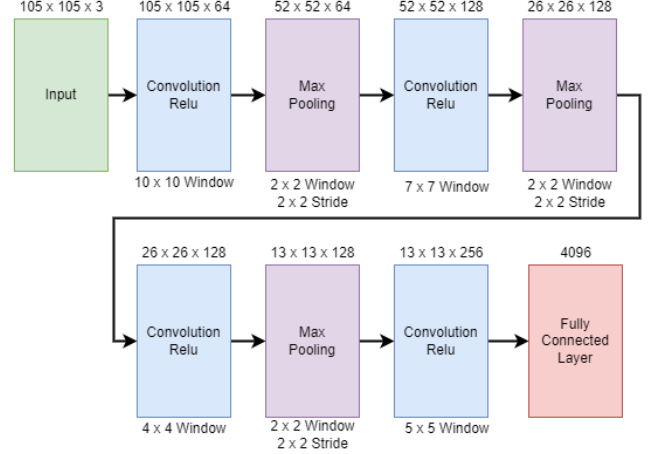 105 x 105 x 3
105 x 105 x 64
52 x 52 x 64
52 x 52 x 128
26 x 26 x 128
Input
Convolution
Relu
Max
Pooling
Convolution
Relu
Max
Pooling
10 x 10 Window
2 x 2 Window
2 x 2 Stride
7 x 7 Window
2 x 2 Window
2 x 2 Stride
26 x 26 x 128
13 x 13 x 128
13 x 13 x 256
4096
Convolution
Relu
Max
Pooling
Convolution
Relu
Fully
Connected
Layer
4 x 4 Window
2 x 2 Window
2 x 2 Stride
5 x 5 Window